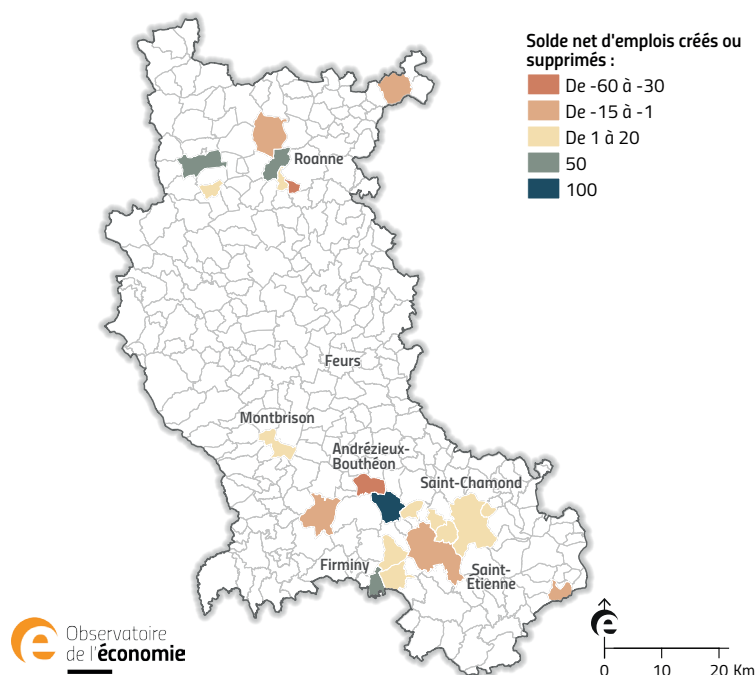 Solde net d'emplois créés ou
supprimés :
De -60 à -30
De -15 à -1
De 1 à 20
50
100
Roanne
Feurs
Montbrison
Andrézieux-
Bouthéon
Saint-Chamond
Firminy
Saint-
Etienne
e Observatoire
de l'économie
e
0 10 20 Km